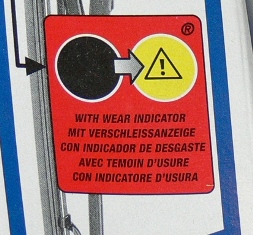 ®
WITH WEAR INDICATOR
MIT VERSCHLEISSANZEIGE
CON INDICADOR DE DESGASTE
AVEC TEMOIN D'USURE
CON INDICATORE D'USURA